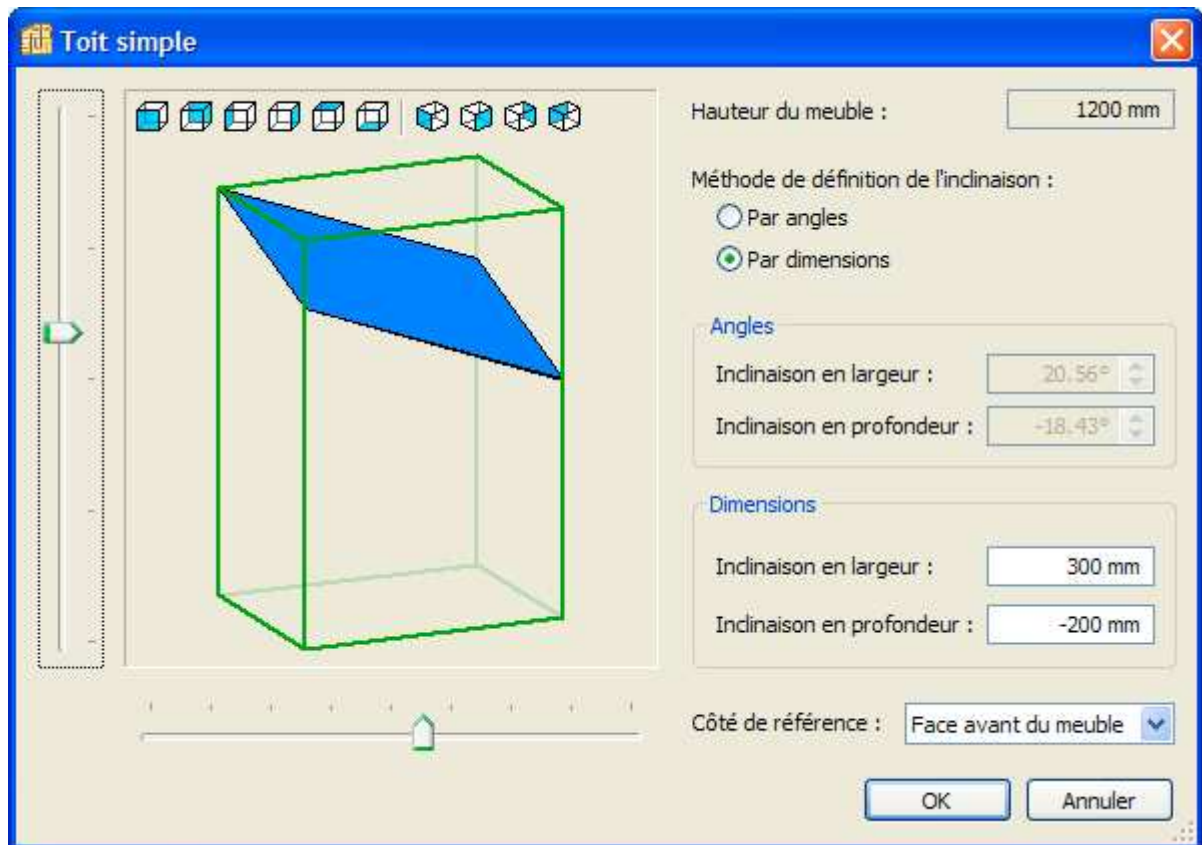 Toit simple
Hauteur du meuble : 1200 mm
Méthode de définition de l'inclinaison :
Par angles
Par dimensions
Angles
Inclinaison en largeur : 20.56°
Inclinaison en profondeur : -18.43°
Dimensions
Inclinaison en largeur : 300 mm
Inclinaison en profondeur : -200 mm
Côté de référence : Face avant du meuble
OK Annuler